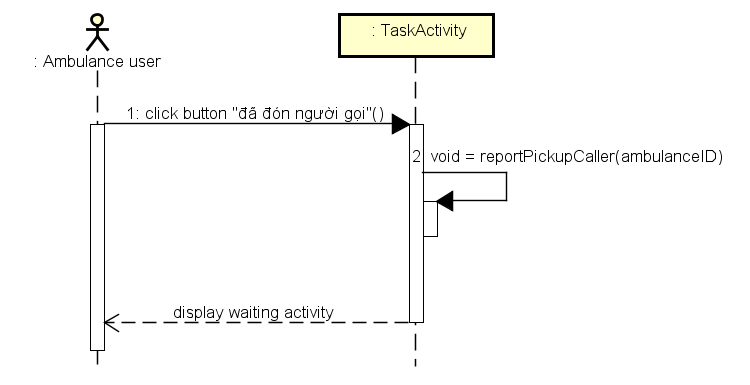 : Ambulance user
: TaskActivity
1: click button "đã đón người gọi"()
2 void = reportPickupCaller(ambulanceID)
display waiting activity